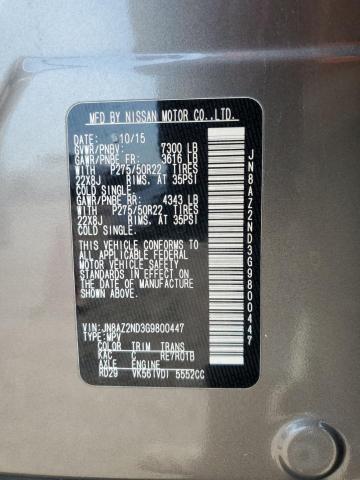 MFD BY NISSAN MOTOR CO.,LTD.
DATE: 10/15
GVWR/PNBV: 7300 LB
GAWR/PNBE FR: 3616 LB
WITH P275/50R22 TIRES
22X8J RIMS, AT 35PSI
COLD SINGLE
GAWR/PNBE RR: 4343 LB
WITH P275/50R22 TIRES
22X8J RIMS, AT 35PSI
COLD SINGLE
THIS VEHICLE CONFORMS TO
ALL APPLICABLE FEDERAL
MOTOR VEHICLE SAFETY
STANDARDS IN EFFECT ON
THE DATE OF MANUFACTURE
SHOWN ABOVE.
VIN:JN8AZ2ND3G9800447
TYPE:MPV
COLOR TRIM TRANS
KAC C RE7R01B
AXLE ENGINE
RD29 VK56(VD) 5552CC
JN8AZ2ND3G9800447